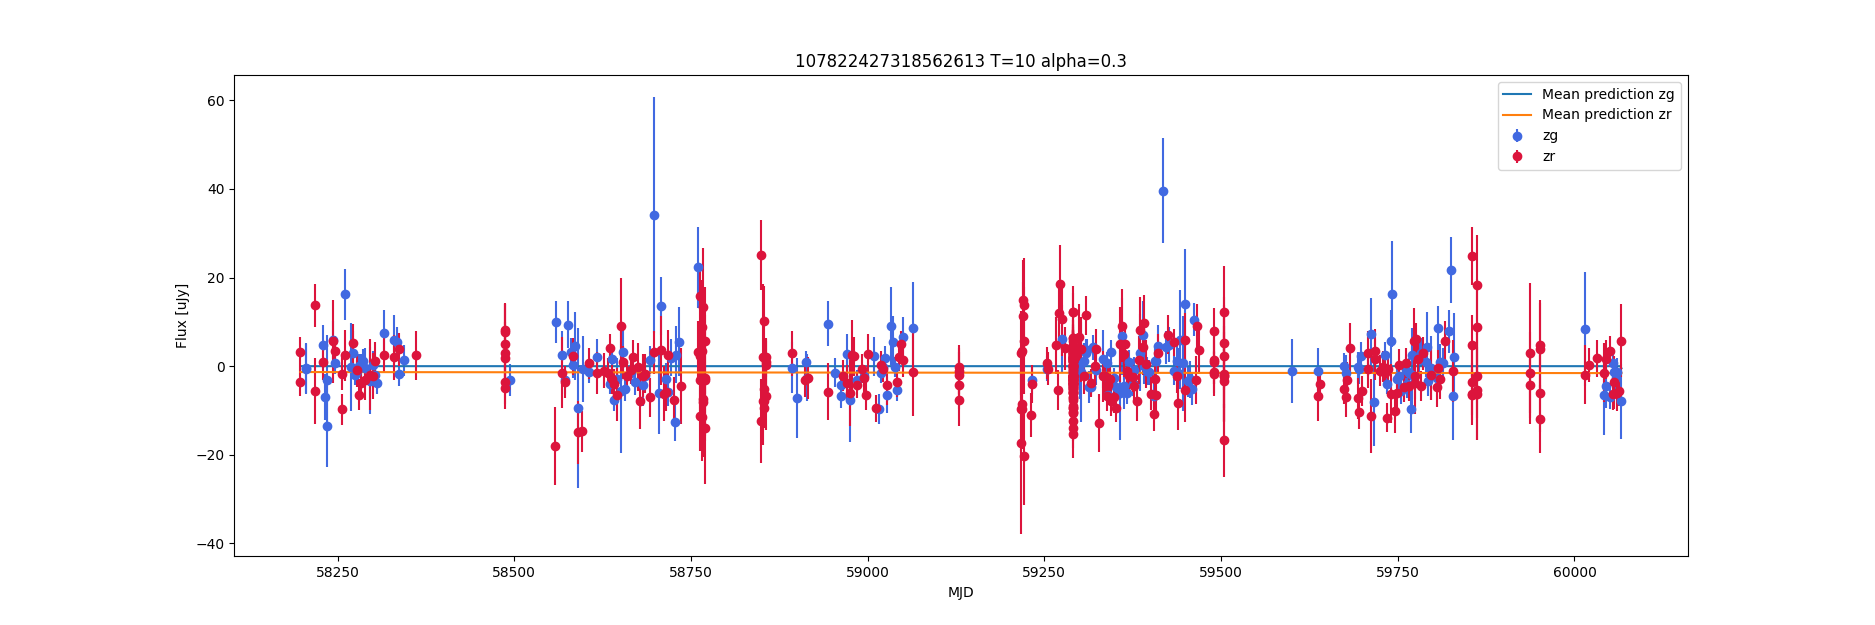 107822427318562613 T=10 alpha=0.3
Mean prediction zg
Mean prediction zr
zg
zr
Flux [uJy]
60
40
20
0
−20
−40
58250 58500 58750 59000 59250 59500 59750 60000
MJD